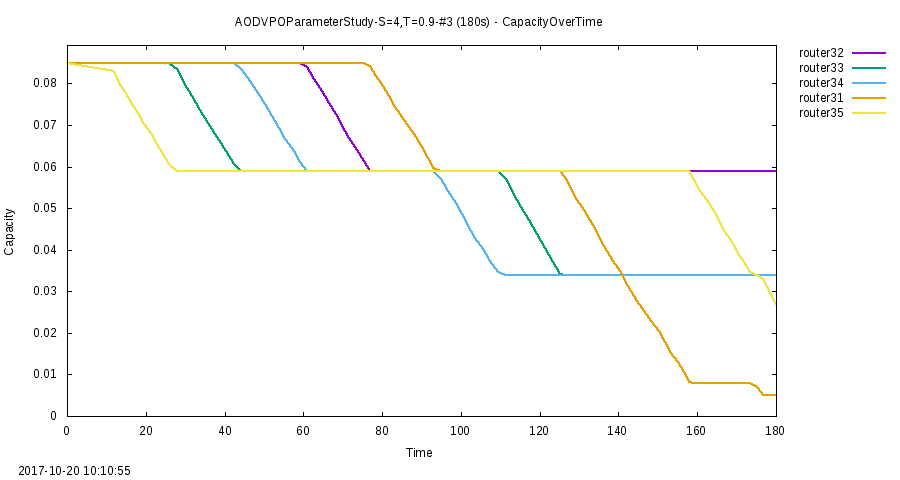 AODVPOParameterStudy-S=4,T=0.9-#3 (180s) - CapacityOverTime
router32
router33
router34
router31
router35
0.08
0.07
0.06
0.05
0.04
0.03
0.02
0.01
0
Capacity
0 20 40 60 80 100 120 140 160 180
Time
2017-10-20 10:10:55